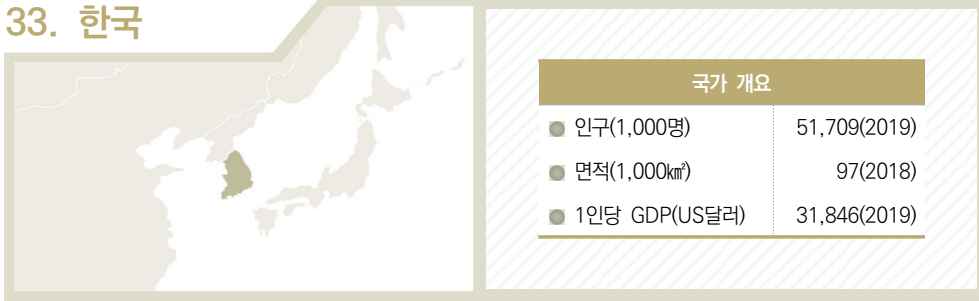 33. 한국
국가 개요
인구(1,000명) 51,709(2019)
면적(1,000㎢) 97(2018)
1인당 GDP(US달러) 31,846(2019)